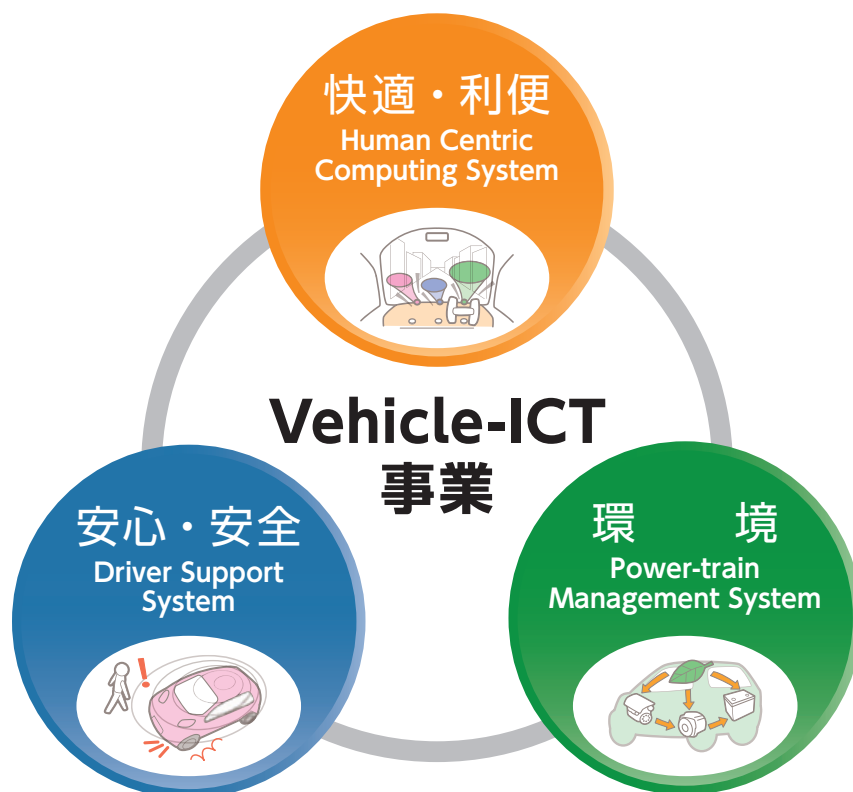 快適・利便
Human Centric
Computing System
Vehicle-ICT
事業
安心・安全
Driver Support
System
環　境
Power-train
Management System